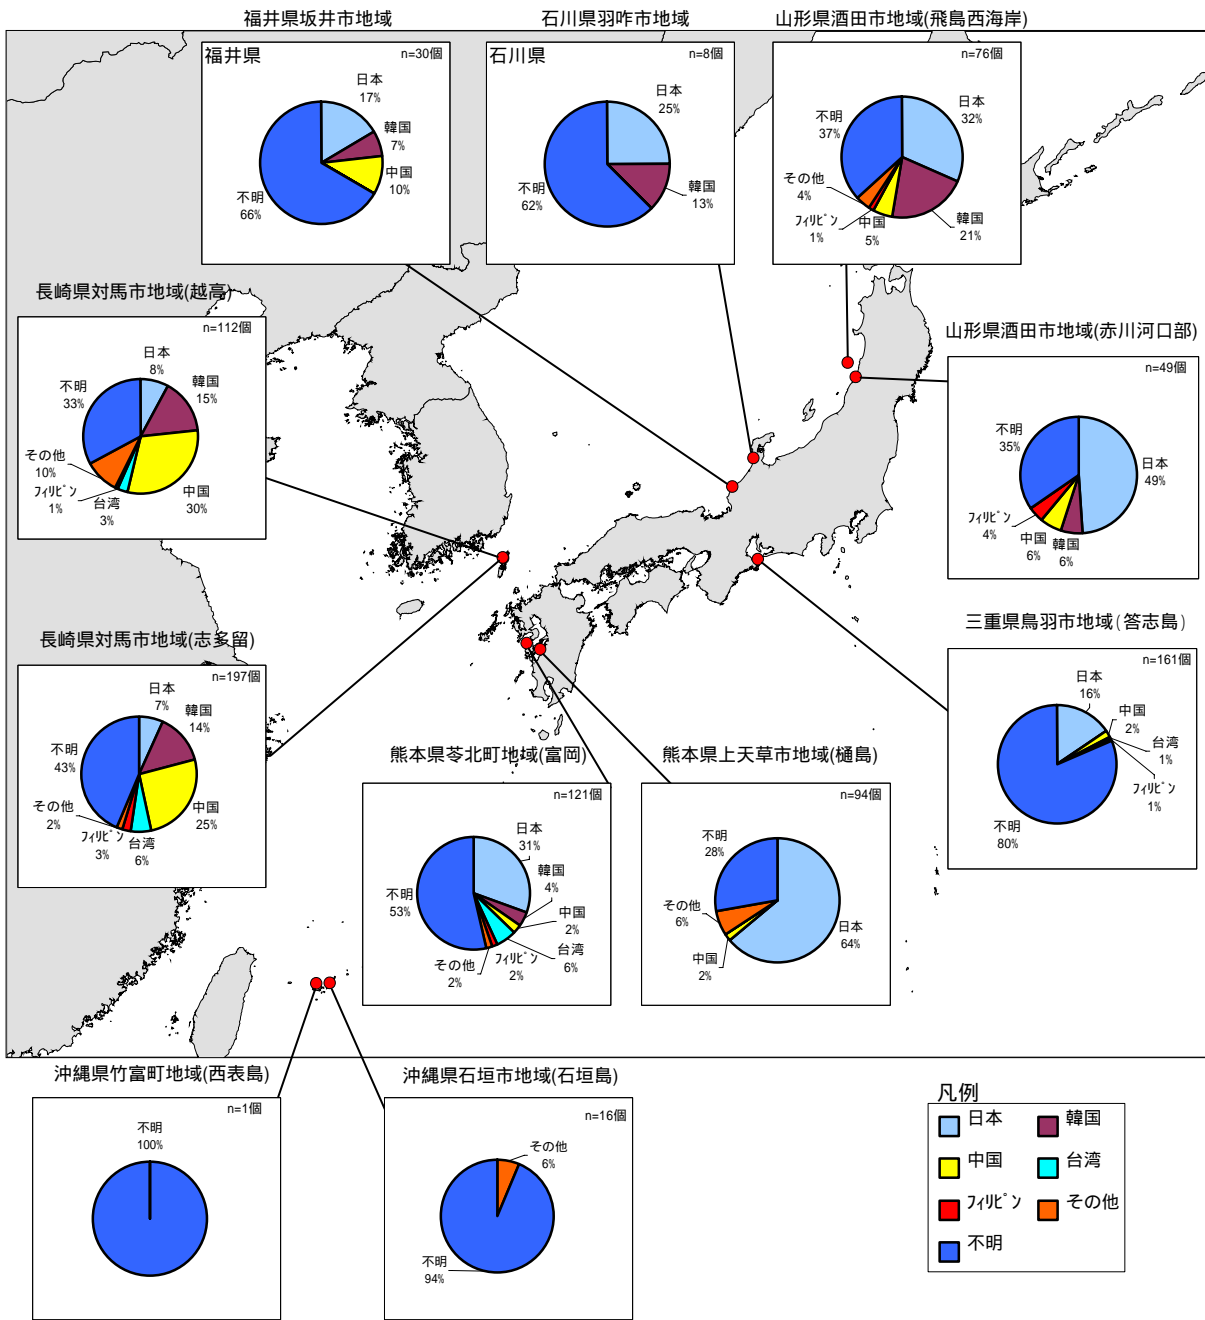 福井県坂井市地域
石川県羽咋市地域
山形県酒田市地域(飛島西海岸)
福井県
n=30個
日本
17%
韓国
7%
中国
10%
不明
66%
石川県
n=8個
日本
25%
韓国
13%
不明
62%
n=76個
日本
32%
不明
37%
その他
4%
ﾌｨﾘﾋﾟﾝ
1%
中国
5%
韓国
21%
長崎県対馬市地域(越高)
n=112個
日本
8%
韓国
15%
不明
33%
その他
10%
ﾌｨﾘﾋﾟﾝ
1%
台湾
3%
中国
30%
山形県酒田市地域(赤川河口部)
n=49個
不明
35%
日本
49%
ﾌｨﾘﾋﾟﾝ
4%
中国
6%
韓国
6%
長崎県対馬市地域(志多留)
n=197個
日本
7%
韓国
14%
不明
43%
その他
2%
ﾌｨﾘﾋﾟﾝ
3%
台湾
6%
中国
25%
三重県鳥羽市地域(答志島)
n=161個
日本
16%
中国
2%
台湾
1%
ﾌｨﾘﾋﾟﾝ
1%
不明
80%
熊本県苓北町地域(富岡)
n=121個
日本
31%
韓国
4%
中国
2%
台湾
6%
ﾌｨﾘﾋﾟﾝ
2%
その他
2%
不明
53%
熊本県上天草市地域(樋島)
n=94個
不明
28%
その他
6%
中国
2%
日本
64%
沖縄県竹富町地域(西表島)
n=1個
不明
100%
沖縄県石垣市地域(石垣島)
n=16個
その他
6%
不明
94%
凡例
日本
韓国
中国
台湾
ﾌｨﾘﾋﾟﾝ
その他
不明